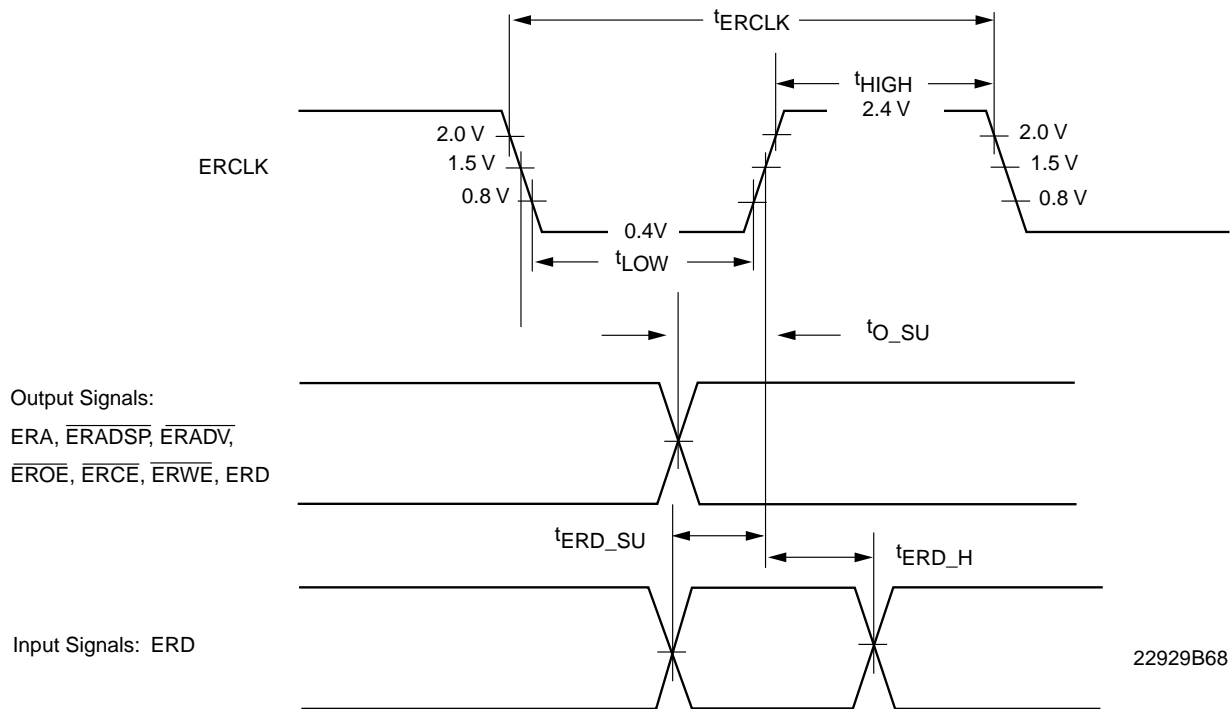 tERCLK
tHIGH
2.4 V
2.0 V
2.0 V
ERCLK
1.5 V
1.5 V
0.8 V
0.8 V
0.4V
tLOW
tO_SU
Output Signals:
ERA, ERADSP, ERADV,
EROE, ERCE, ERWE, ERD
tERD_SU
tERD_H
Input Signals: ERD
22929B68